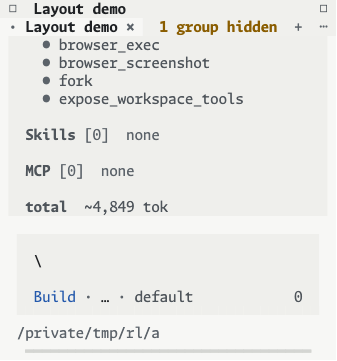 Layout demo
· Layout demo × 1 group hidden + ⋯
• browser_exec
• browser_screenshot
• fork
• expose_workspace_tools
Skills [0] none
MCP [0] none
total ~4,849 tok
\
Build · … · default 0
/private/tmp/rl/a